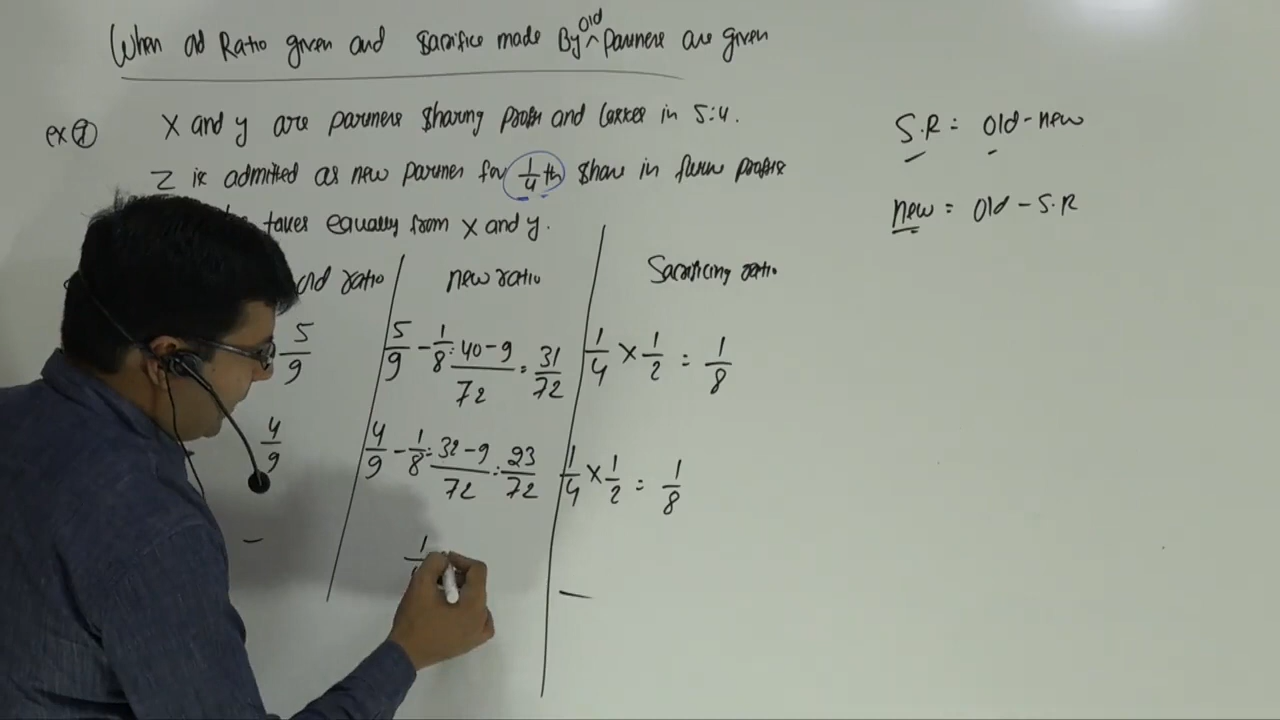 When old Ratio given and Sacrifice made By ^ old Partners are given
ex ①
X and y are partners sharing profit and losses in 5:4.
Z is admitted as new partner for 1/4 th share in future profits
takes equally from X and y.
S.R = Old - new
new = Old - S.R
old ratio
new ratio
Sacrificing ratio
5/9
5/9 - 1/8 = 40 - 9 / 72 = 31/72
1/4 × 1/2 = 1/8
4/9
4/9 - 1/8 = 32 - 9 / 72 = 23/72
1/4 × 1/2 = 1/8
-
1
-